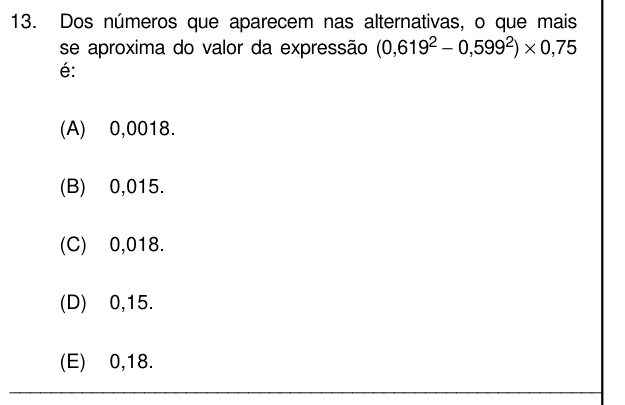 13. Dos números que aparecem nas alternativas, o que mais
se aproxima do valor da expressão (0,619² – 0,599²) × 0,75
é:
(A) 0,0018.
(B) 0,015.
(C) 0,018.
(D) 0,15.
(E) 0,18.